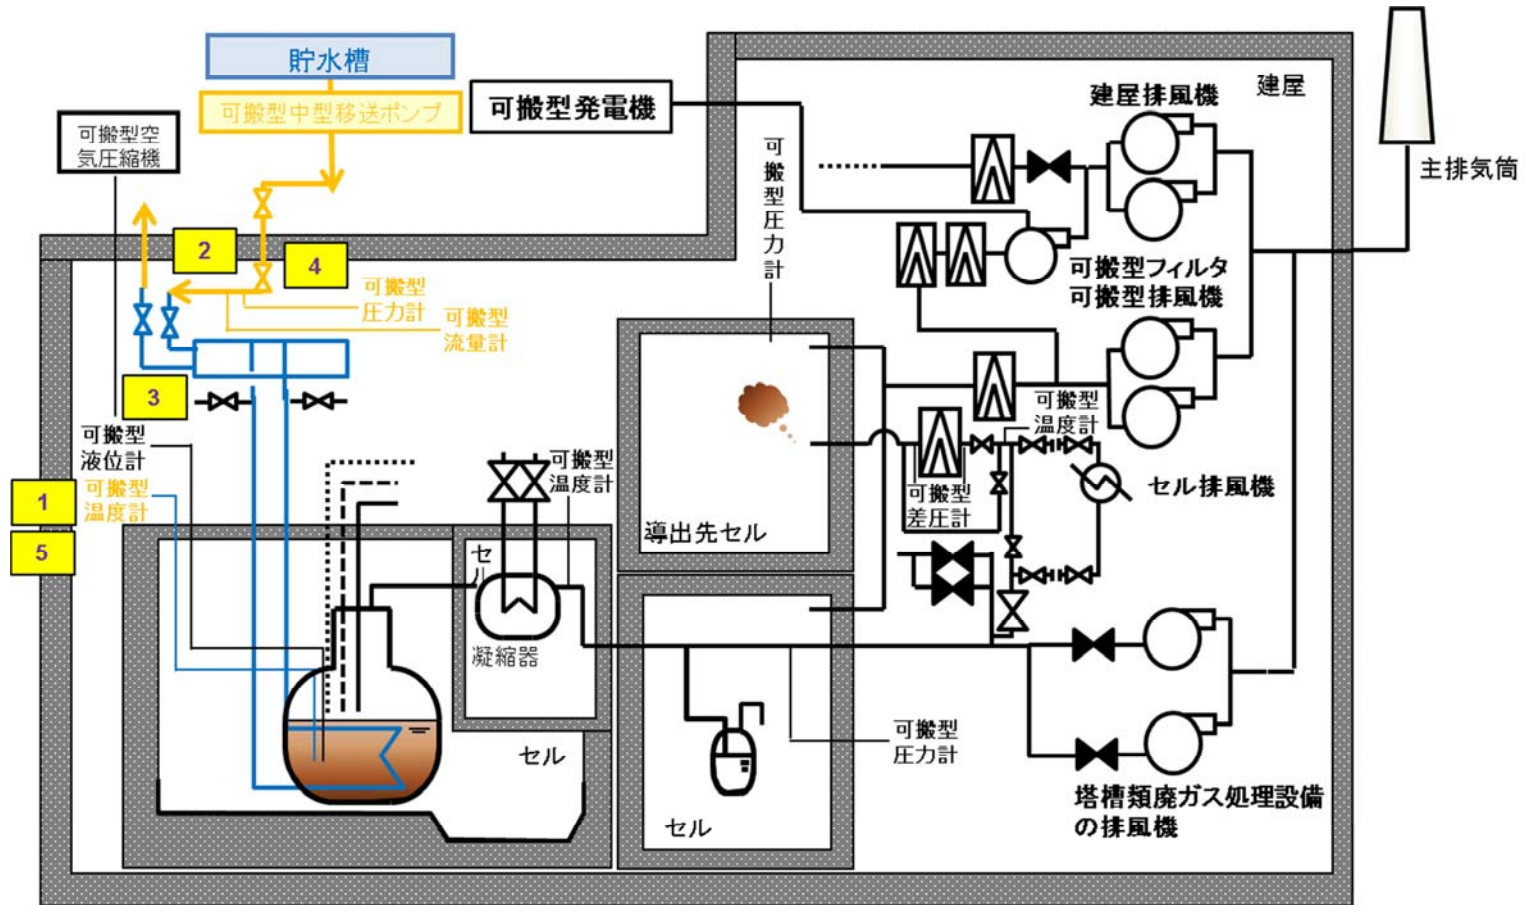 貯水槽
可搬型中型移送ポンプ
可搬型空
気圧縮機
可搬型発電機
可搬型圧力計
建屋排風機
建屋
主排気筒
2
4
可搬型
圧力計
可搬型
流量計
可搬型フィルタ
可搬型排風機
3
可搬型
液位計
可搬型
温度計
1
5
可搬型
温度計
可搬型
温度計
セル排風機
可搬型
差圧計
導出先セル
セル
凝縮器
セル
可搬型
圧力計
セル
塔槽類廃ガス処理設備
の排風機